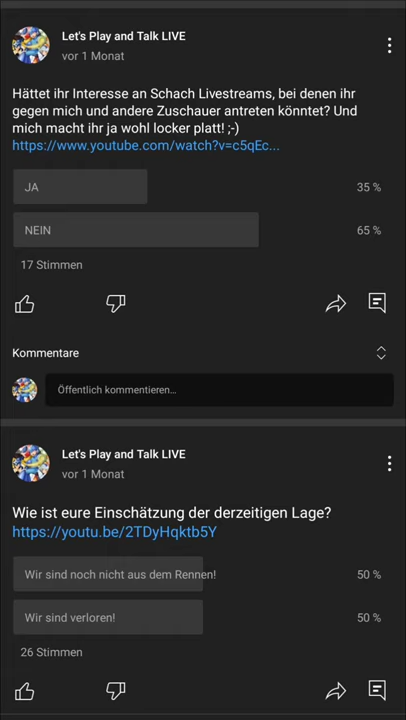 Let's Play and Talk LIVE
vor 1 Monat
Hättet ihr Interesse an Schach Livestreams, bei denen ihr
gegen mich und andere Zuschauer antreten könntet? Und
mich macht ihr ja wohl locker platt! ;-)
https://www.youtube.com/watch?v=c5qEc...
JA 35 %
NEIN 65 %
17 Stimmen
Kommentare
Öffentlich kommentieren...
Let's Play and Talk LIVE
vor 1 Monat
Wie ist eure Einschätzung der derzeitigen Lage?
https://youtu.be/2TDyHqktb5Y
Wir sind noch nicht aus dem Rennen! 50 %
Wir sind verloren! 50 %
26 Stimmen